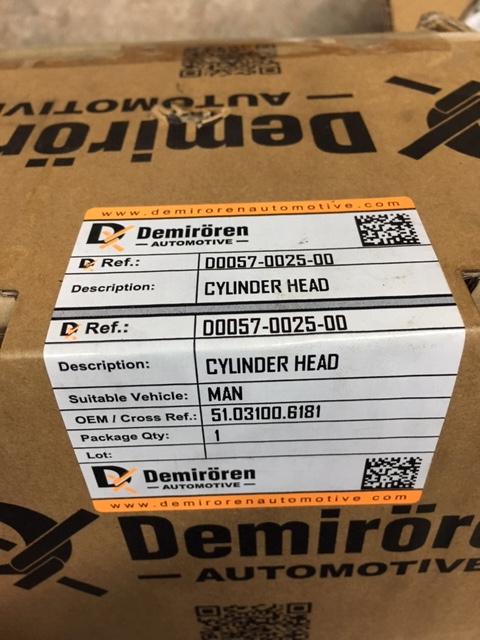 Demirören
— AUTOMOTIVE —
www.demirorenautomotive.com
Demirören
AUTOMOTIVE
Ref.: D0057-0025-00
Description: CYLINDER HEAD
Ref.: D0057-0025-00
Description: CYLINDER HEAD
Suitable Vehicle: MAN
OEM / Cross Ref.: 51.03100.6181
Package Qty: 1
Lot:
Demirören
AUTOMOTIVE
www.demirorenautomotive.com
Demirören
— AUTOMOTIVE